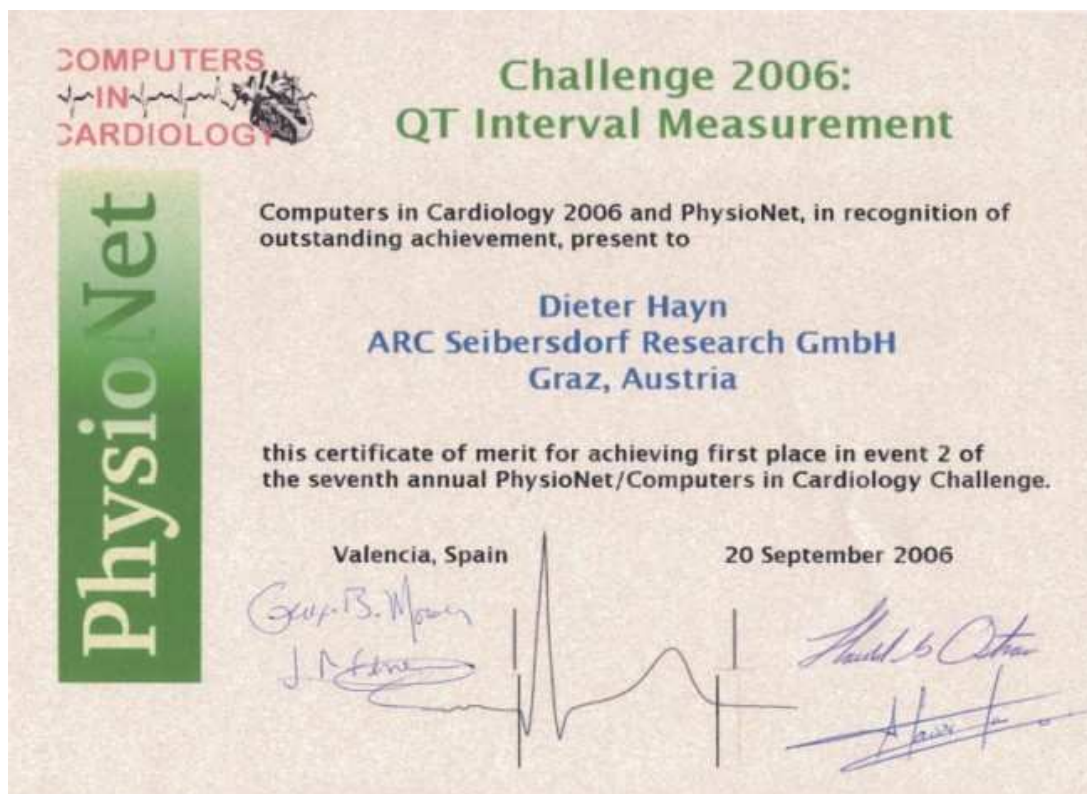 COMPUTERS
IN
CARDIOLOGY
Challenge 2006:
QT Interval Measurement
PhysioNet
Computers in Cardiology 2006 and PhysioNet, in recognition of
outstanding achievement, present to
Dieter Hayn
ARC Seibersdorf Research GmbH
Graz, Austria
this certificate of merit for achieving first place in event 2 of
the seventh annual PhysioNet/Computers in Cardiology Challenge.
Valencia, Spain
20 September 2006